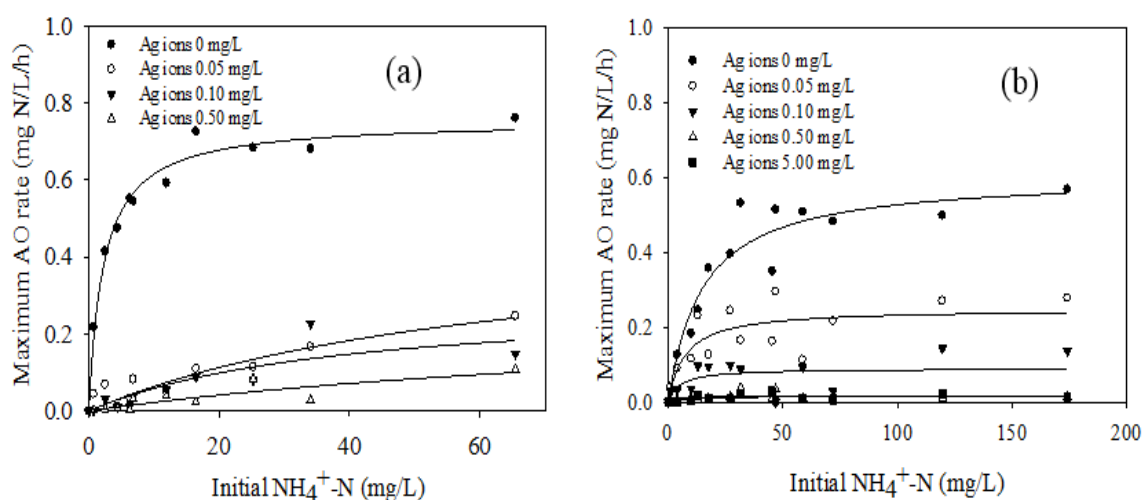 (a)
Maximum AO rate (mg N/L/h)
1.0
0.8
0.6
0.4
0.2
0.0
Ag ions 0 mg/L
Ag ions 0.05 mg/L
Ag ions 0.10 mg/L
Ag ions 0.50 mg/L
0 20 40 60
Initial NH₄⁺-N (mg/L)
(b)
Maximum AO rate (mg N/L/h)
1.0
0.8
0.6
0.4
0.2
0.0
Ag ions 0 mg/L
Ag ions 0.05 mg/L
Ag ions 0.10 mg/L
Ag ions 0.50 mg/L
Ag ions 5.00 mg/L
0 50 100 150 200
Initial NH₄⁺-N (mg/L)